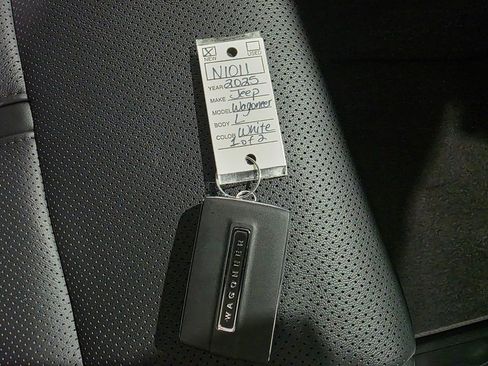 NEW USED
N1011
YEAR 2025
MAKE Jeep
MODEL Wagoneer
BODY L
COLOR White
1 of 2
WAGONEER